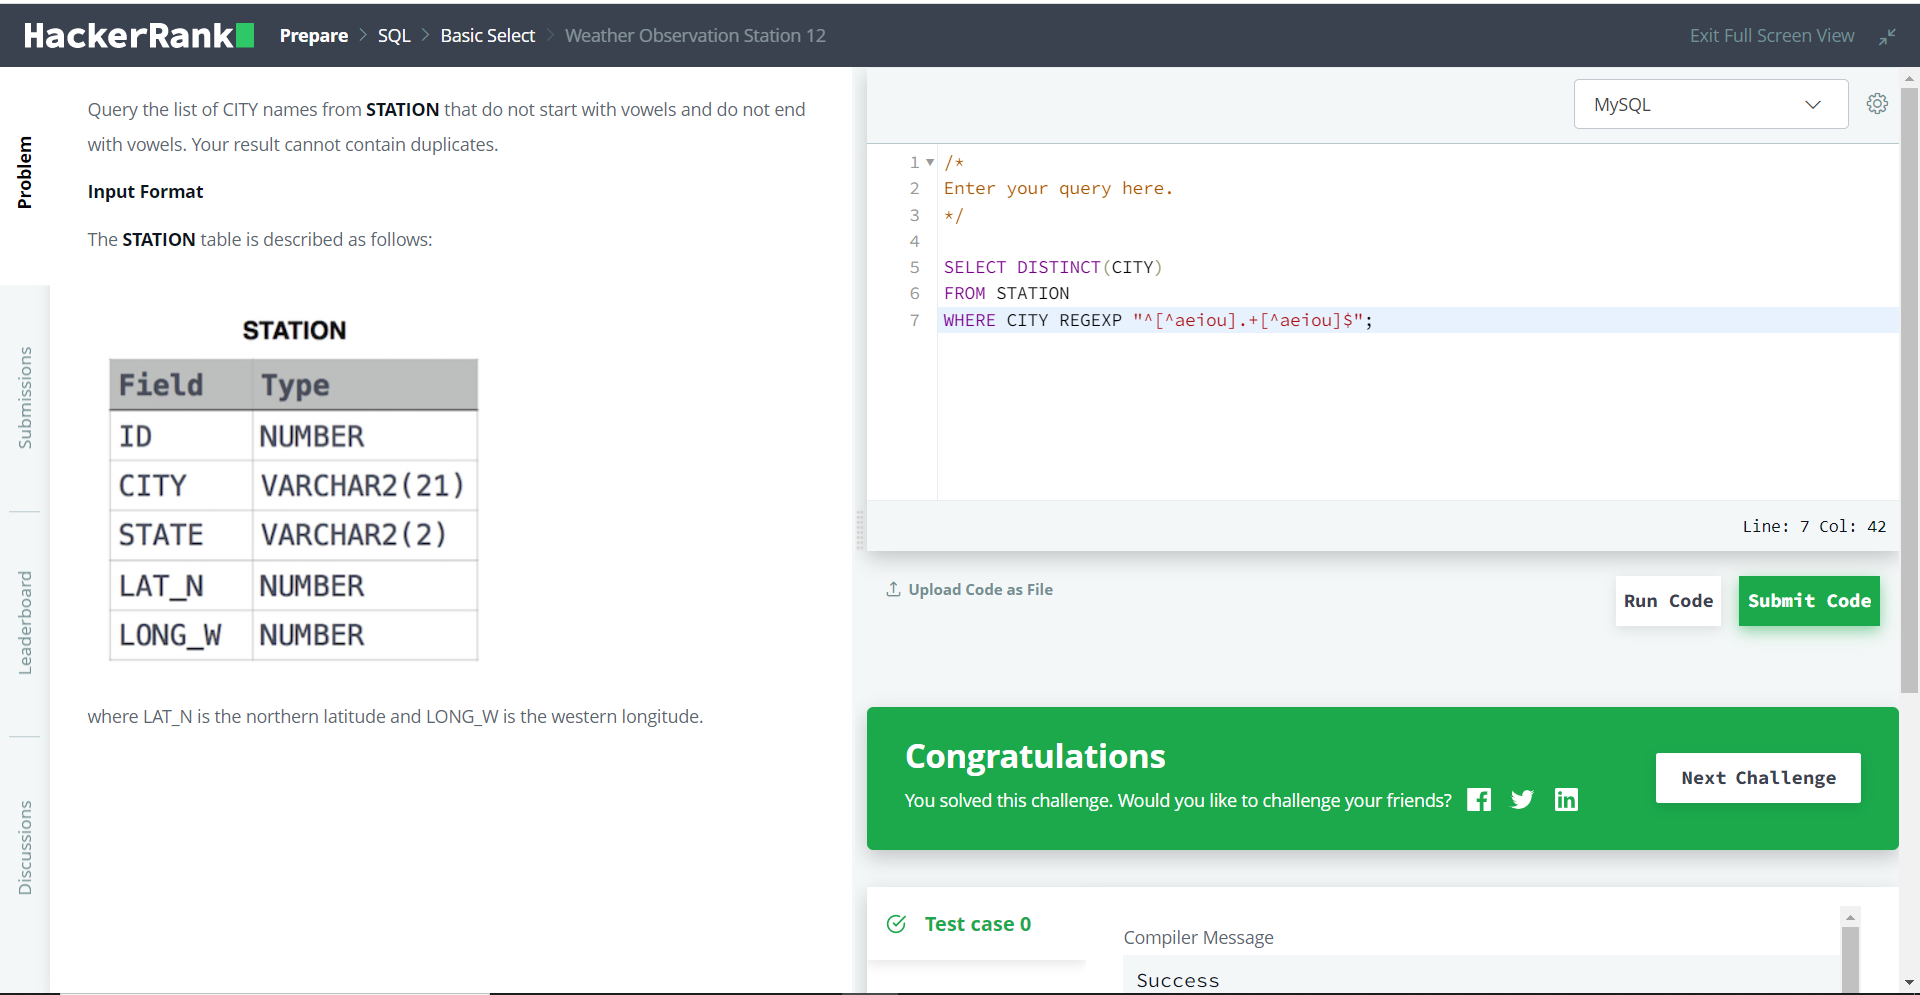 HackerRank
Prepare > SQL > Basic Select > Weather Observation Station 12
Exit Full Screen View
Problem
Submissions
Leaderboard
Discussions
Query the list of CITY names from STATION that do not start with vowels and do not end
with vowels. Your result cannot contain duplicates.
Input Format
The STATION table is described as follows:
STATION
Field Type
ID NUMBER
CITY VARCHAR2(21)
STATE VARCHAR2(2)
LAT_N NUMBER
LONG_W NUMBER
where LAT_N is the northern latitude and LONG_W is the western longitude.
MySQL
1 /*
2 Enter your query here.
3 */
4
5 SELECT DISTINCT(CITY)
6 FROM STATION
7 WHERE CITY REGEXP "^[^aeiou].+[^aeiou]$";
Line: 7 Col: 42
Upload Code as File
Run Code
Submit Code
Congratulations
You solved this challenge. Would you like to challenge your friends?
Next Challenge
Test case 0
Compiler Message
Success